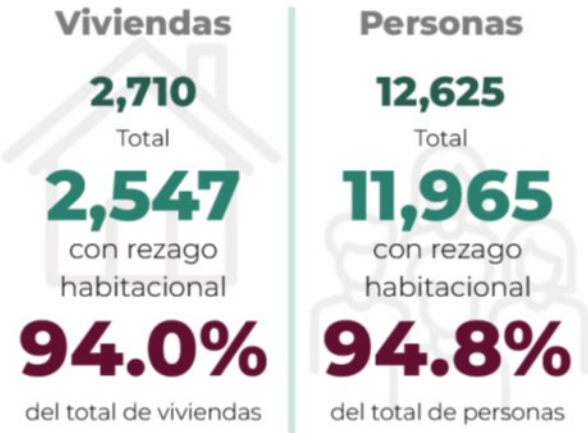 Viviendas
2,710
Total
2,547
con rezago
habitacional
94.0%
del total de viviendas
Personas
12,625
Total
11,965
con rezago
habitacional
94.8%
del total de personas